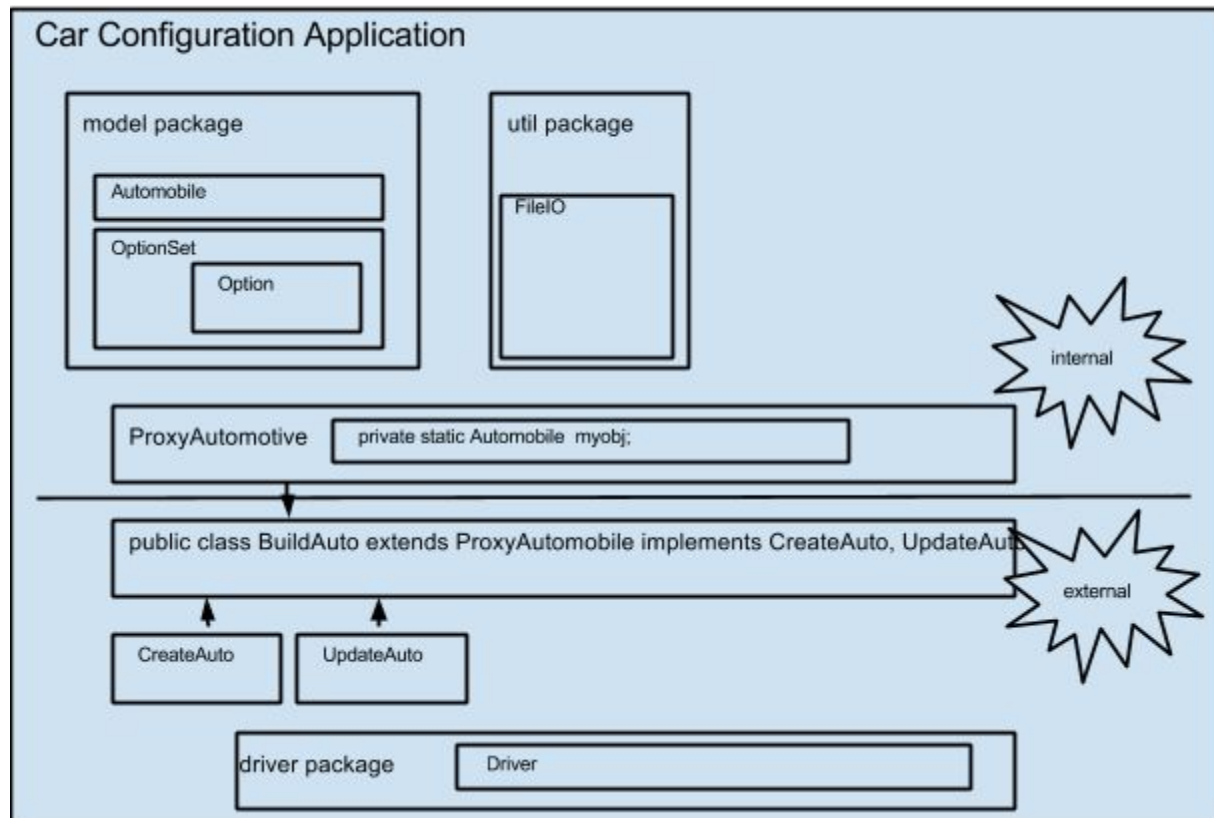 Car Configuration Application
model package
Automobile
OptionSet
Option
util package
FileIO
internal
ProxyAutomotive
private static Automobile myobj;
public class BuildAuto extends ProxyAutomobile implements CreateAuto, UpdateAuto
external
CreateAuto
UpdateAuto
driver package
Driver